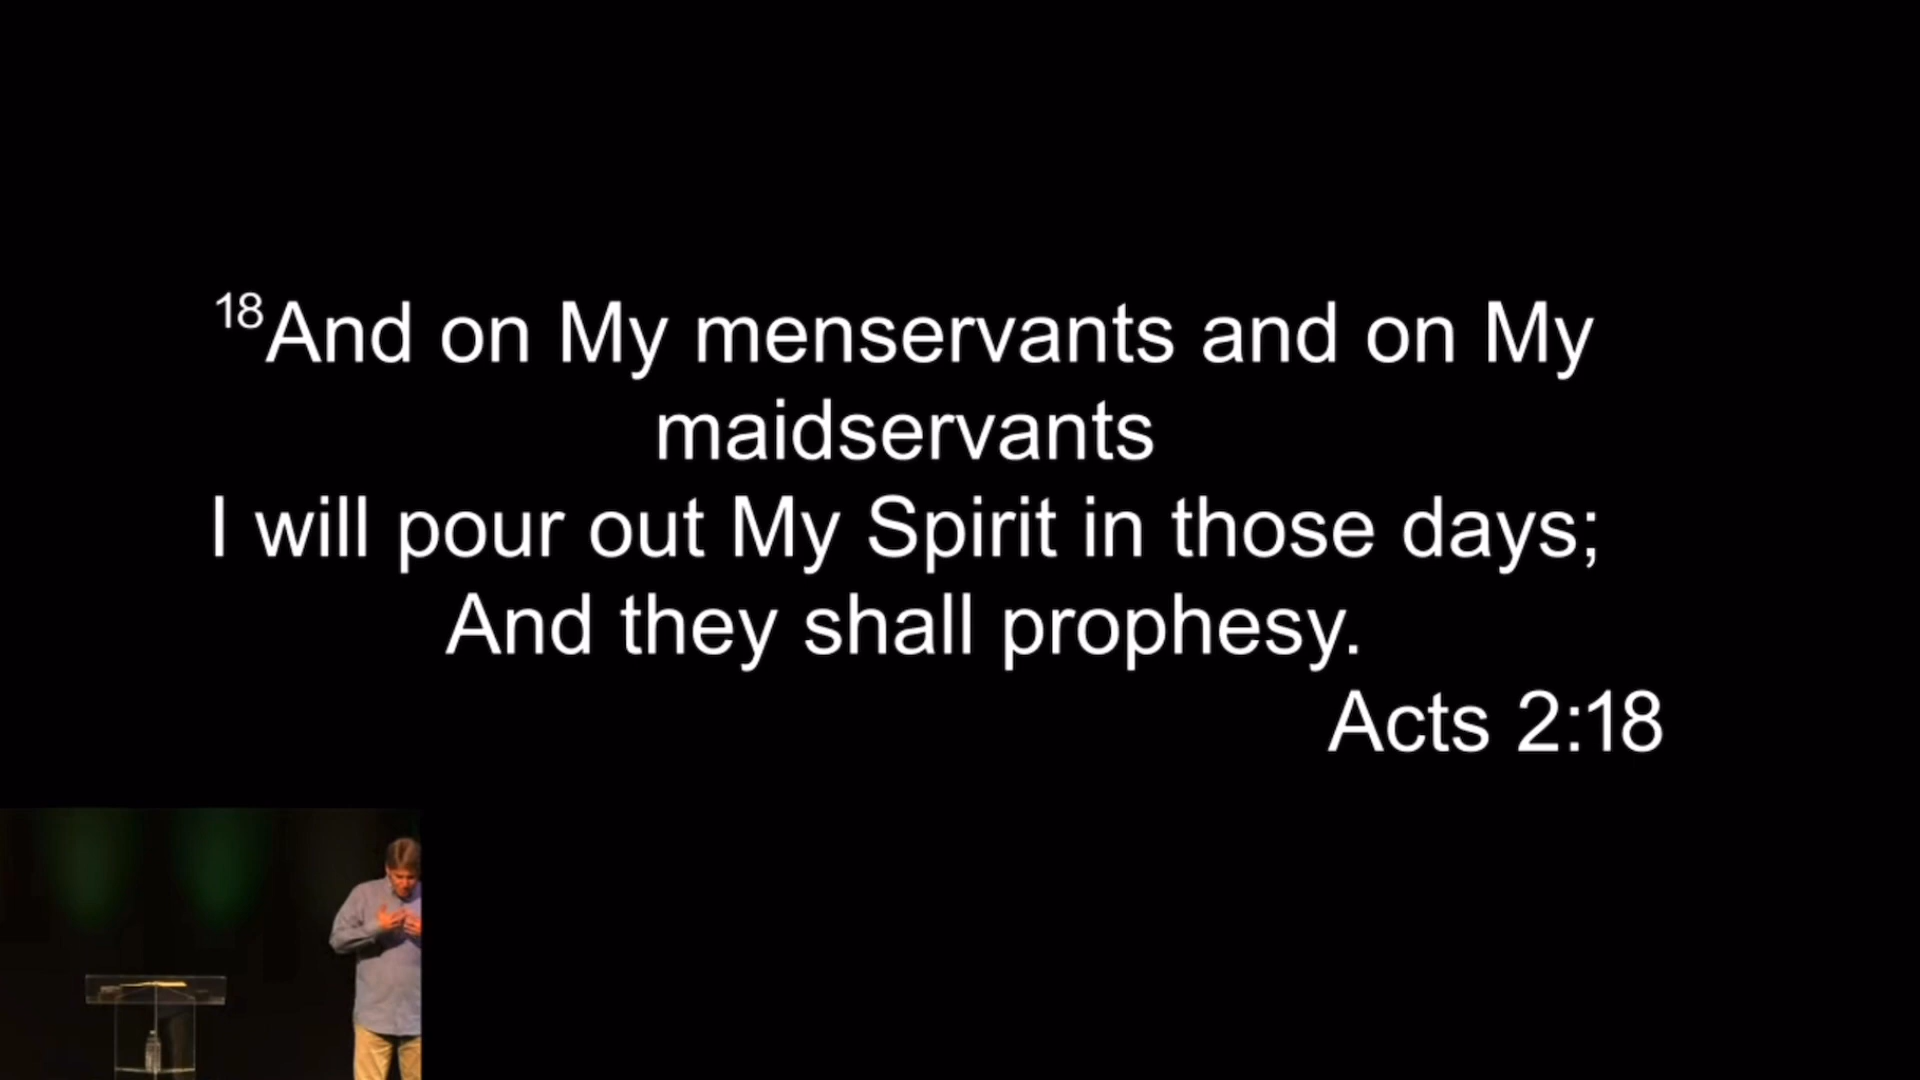 18And on My menservants and on My
maidservants
I will pour out My Spirit in those days;
And they shall prophesy.
Acts 2:18